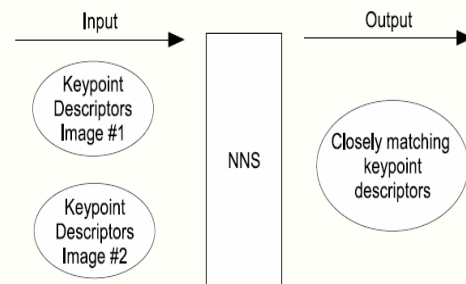 Input
Output
Keypoint
Descriptors
Image #1
NNS
Closely matching
keypoint
descriptors
Keypoint
Descriptors
Image #2